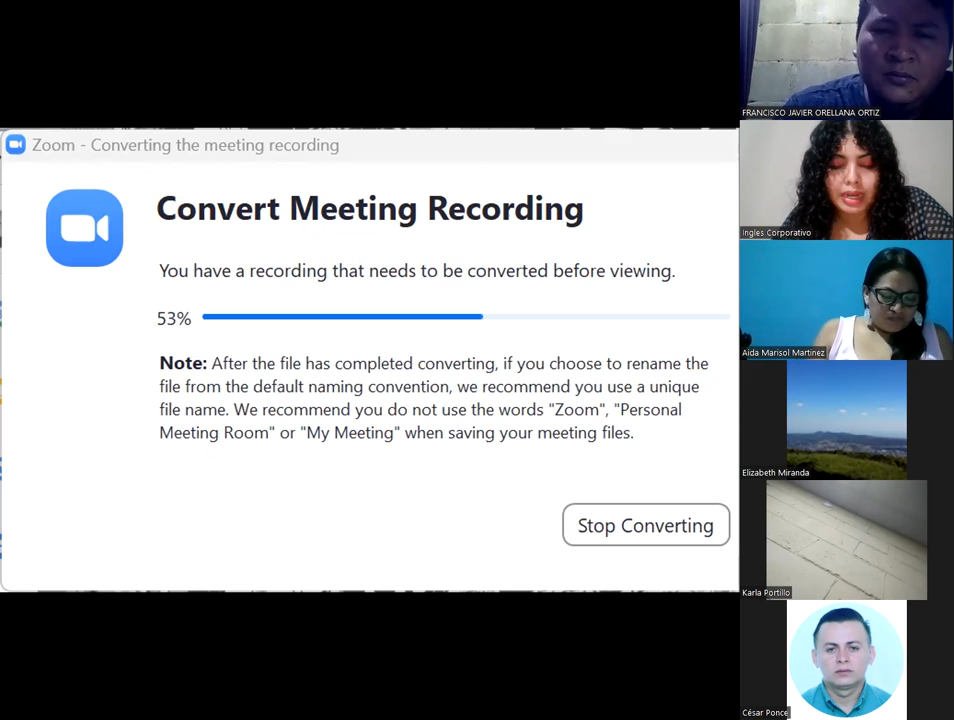 Zoom - Converting the meeting recording
Convert Meeting Recording
You have a recording that needs to be converted before viewing.
53%
Note: After the file has completed converting, if you choose to rename the
file from the default naming convention, we recommend you use a unique
file name. We recommend you do not use the words "Zoom", "Personal
Meeting Room" or "My Meeting" when saving your meeting files.
Stop Converting
FRANCISCO JAVIER ORELLANA ORTIZ
Ingles Corporativo
Aída Marisol Martinez
Elizabeth Miranda
Karla Portillo
César Ponce